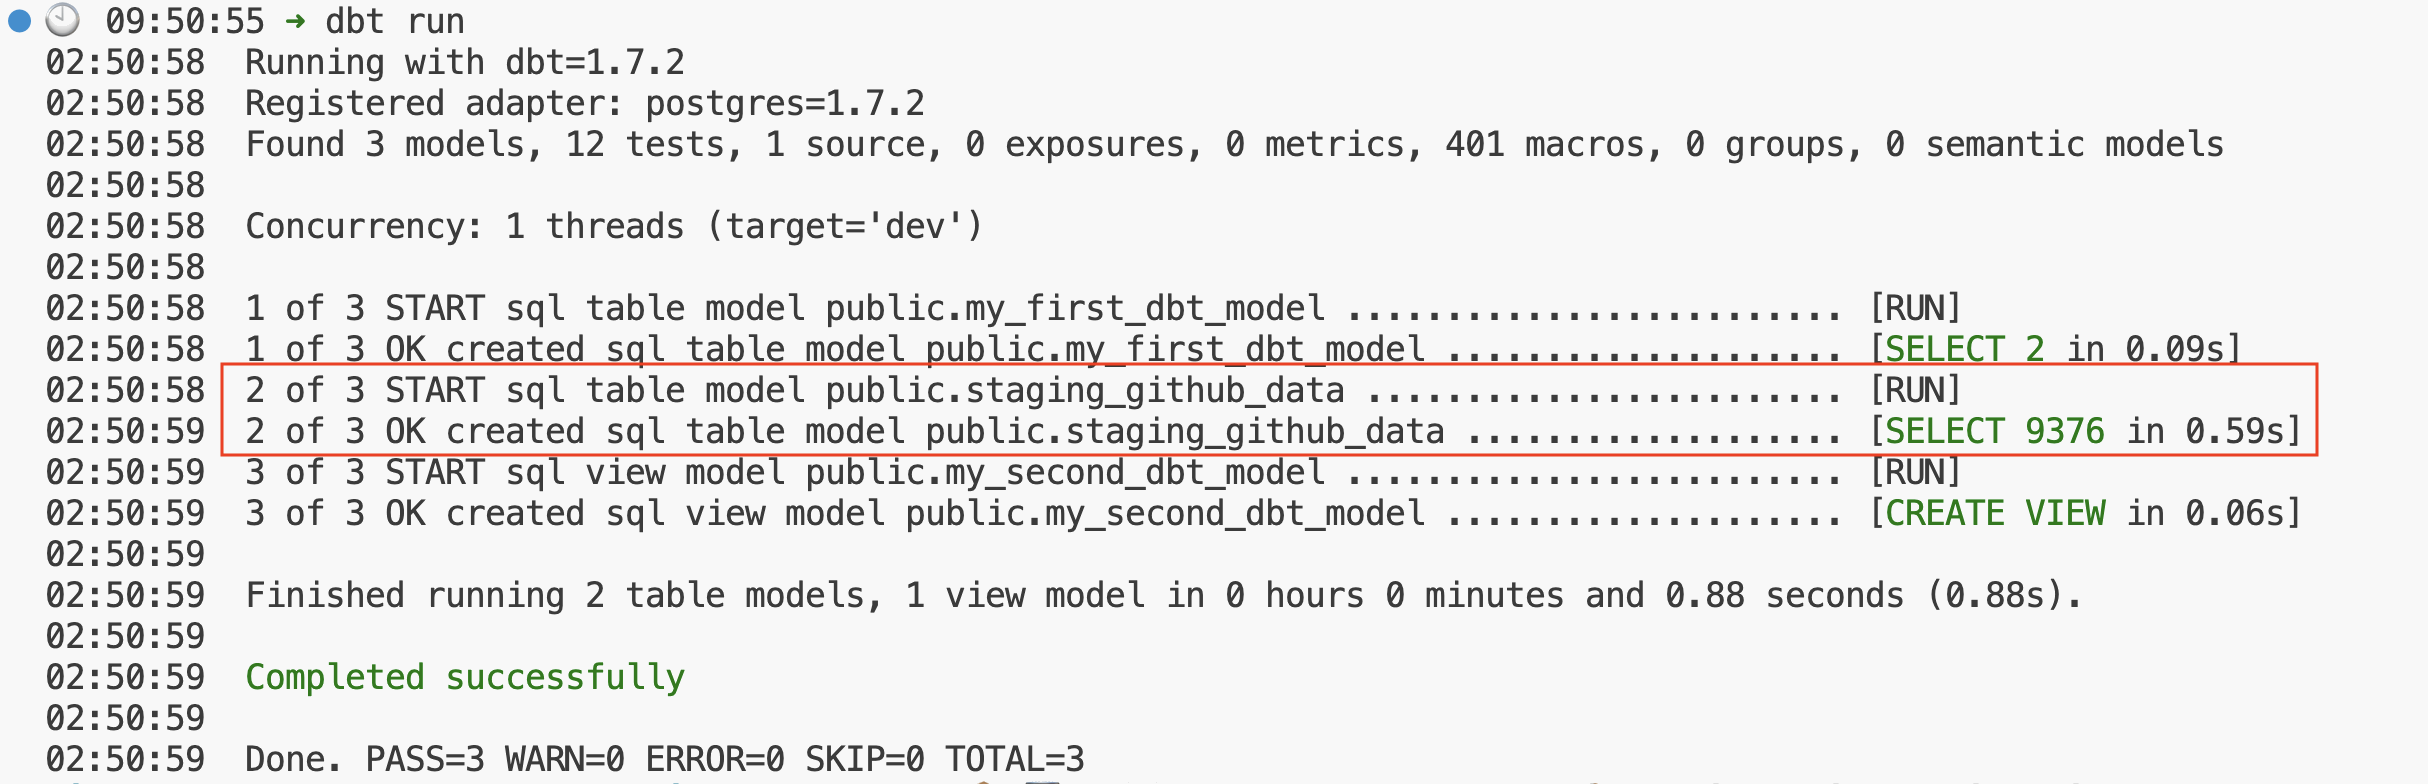 09:50:55 → dbt run
02:50:58  Running with dbt=1.7.2
02:50:58  Registered adapter: postgres=1.7.2
02:50:58  Found 3 models, 12 tests, 1 source, 0 exposures, 0 metrics, 401 macros, 0 groups, 0 semantic models
02:50:58
02:50:58  Concurrency: 1 threads (target='dev')
02:50:58
02:50:58  1 of 3 START sql table model public.my_first_dbt_model ......................... [RUN]
02:50:58  1 of 3 OK created sql table model public.my_first_dbt_model .................... [SELECT 2 in 0.09s]
02:50:58  2 of 3 START sql table model public.staging_github_data ........................ [RUN]
02:50:59  2 of 3 OK created sql table model public.staging_github_data ................... [SELECT 9376 in 0.59s]
02:50:59  3 of 3 START sql view model public.my_second_dbt_model ......................... [RUN]
02:50:59  3 of 3 OK created sql view model public.my_second_dbt_model .................... [CREATE VIEW in 0.06s]
02:50:59
02:50:59  Finished running 2 table models, 1 view model in 0 hours 0 minutes and 0.88 seconds (0.88s).
02:50:59
02:50:59  Completed successfully
02:50:59
02:50:59  Done. PASS=3 WARN=0 ERROR=0 SKIP=0 TOTAL=3